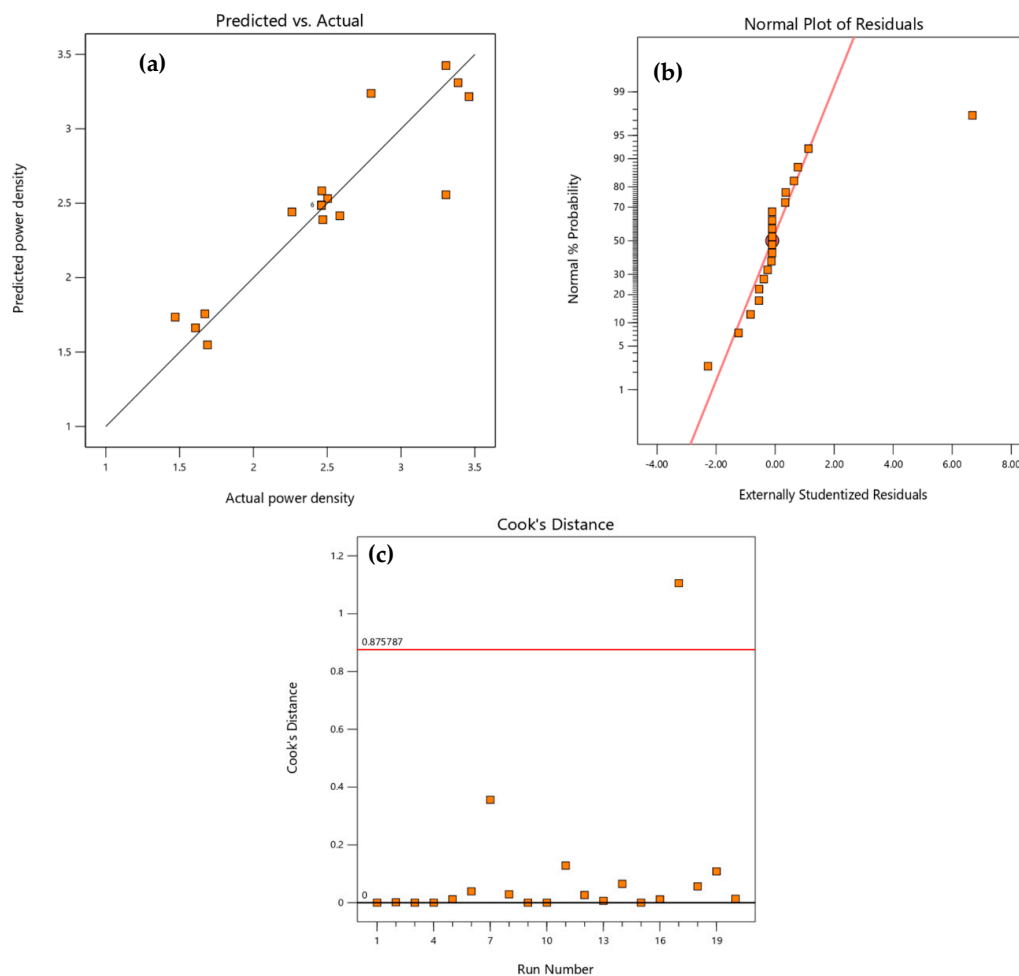 Predicted vs. Actual
(a)
Predicted power density
3.5
3
2.5
2
1.5
1
6
1 1.5 2 2.5 3 3.5
Actual power density
Normal Plot of Residuals
(b)
Normal % Probability
99
95
90
80
70
50
30
20
10
5
1
-4.00 -2.00 0.00 2.00 4.00 6.00 8.00
Externally Studentized Residuals
Cook's Distance
(c)
Cook's Distance
1.2
1
0.875787
0.8
0.6
0.4
0.2
0
0
1 4 7 10 13 16 19
Run Number